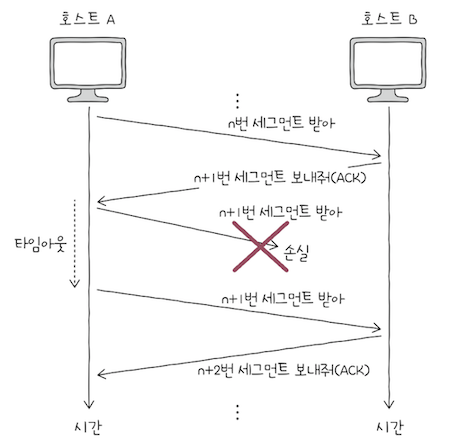 호스트 A
호스트 B
n번 세그먼트 받아
n+1번 세그먼트 보내줘(ACK)
n+1번 세그먼트 받아
타임아웃
손실
n+1번 세그먼트 받아
n+2번 세그먼트 보내줘(ACK)
시간
시간